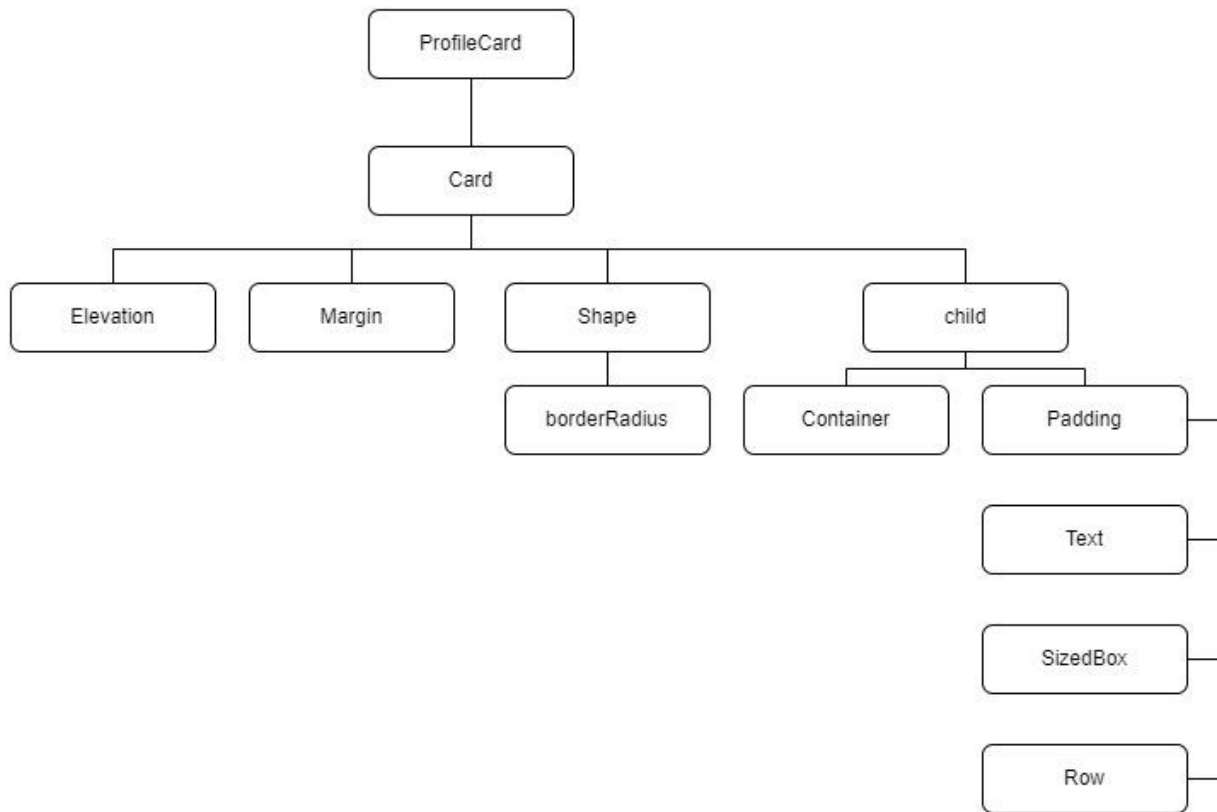 ProfileCard
Card
Elevation
Margin
Shape
child
borderRadius
Container
Padding
Text
SizedBox
Row